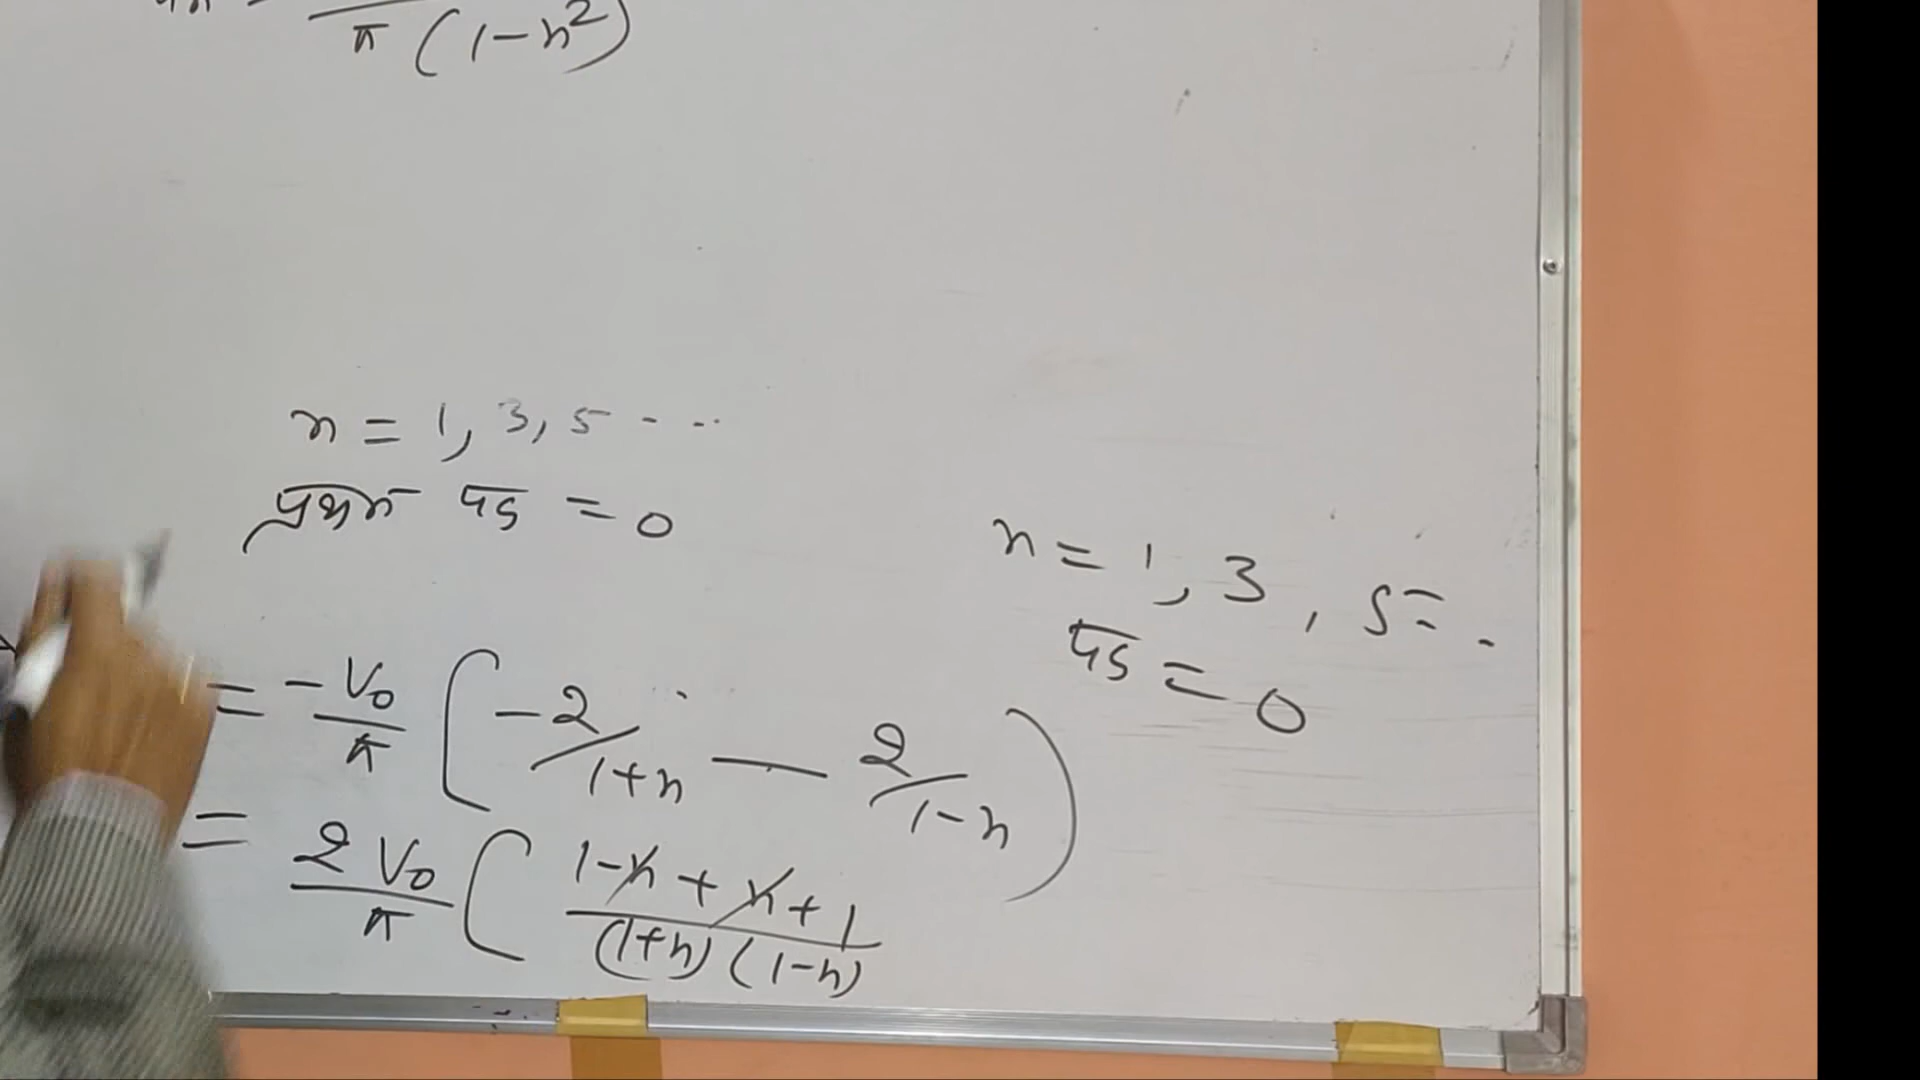 π(1-n²)
n = 1, 3, 5 - - -
प्रथम पद = 0
n = 1, 3, 5 - - -
पद = 0
= -V₀/π ( -2/1+n - 2/1-n )
= 2V₀/π ( 1-n+n+1/(1+n)(1-n)